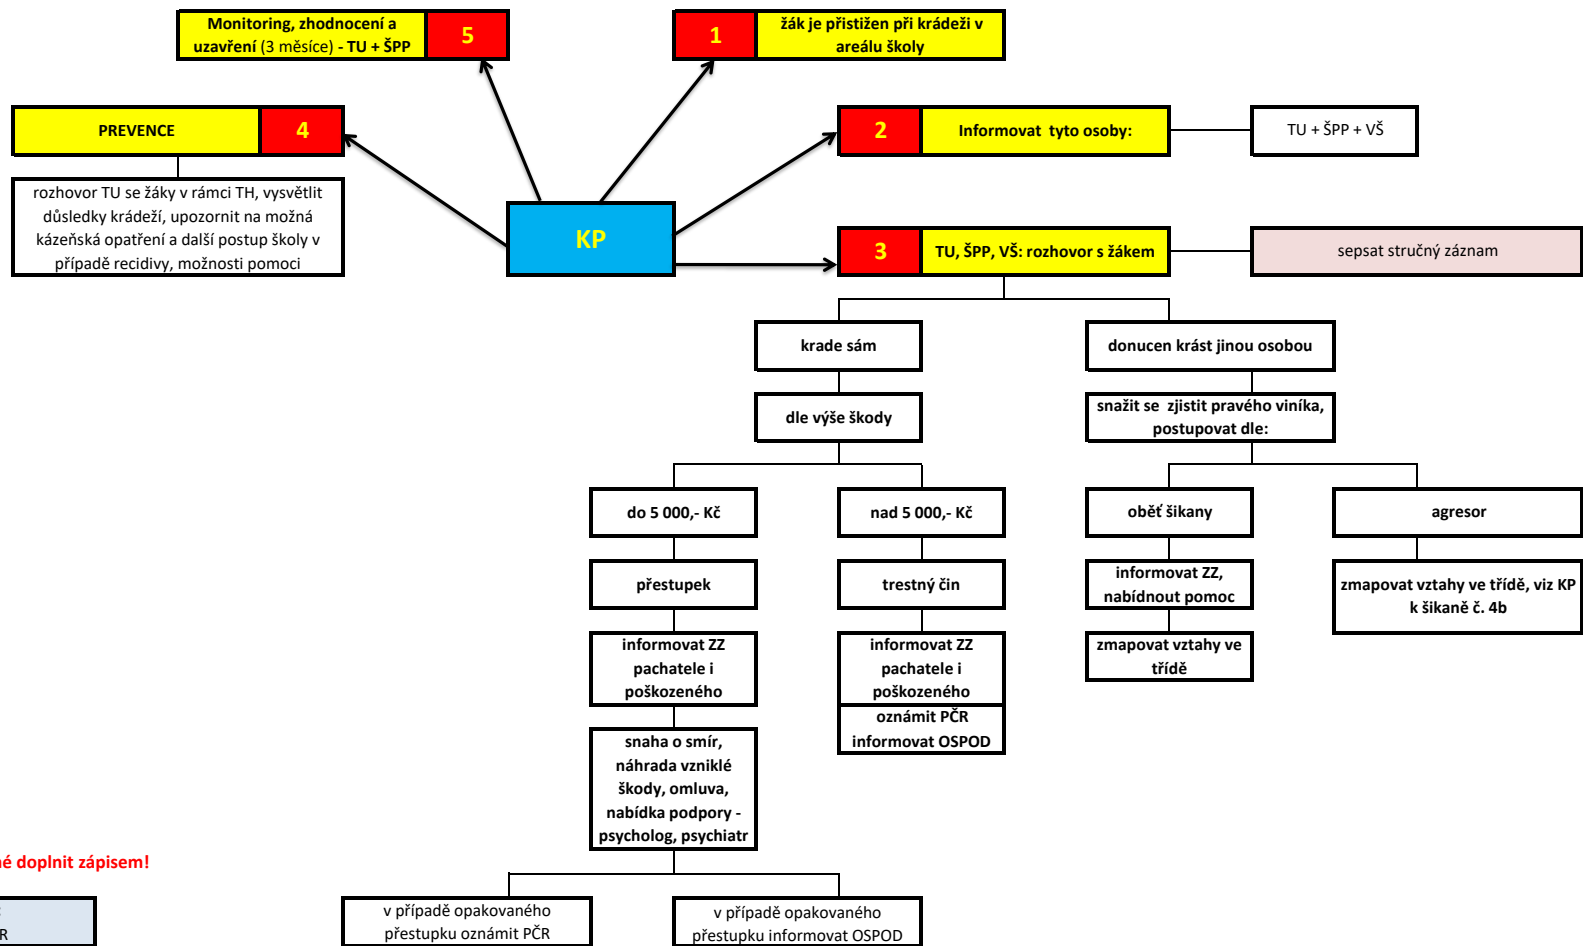 Monitoring, zhodnocení a
uzavření (3 měsíce) - TU + ŠPP
5
1
žák je přistižen při krádeži v
areálu školy
PREVENCE
4
2
Informovat  tyto osoby:
TU + ŠPP + VŠ
rozhovor TU se žáky v rámci TH, vysvětlit
důsledky krádeží, upozornit na možná
kázeňská opatření a další postup školy v
případě recidivy, možnosti pomoci
KP
3
TU, ŠPP, VŠ: rozhovor s žákem
sepsat stručný záznam
krade sám
donucen krást jinou osobou
dle výše škody
snažit se  zjistit pravého viníka,
postupovat dle:
do 5 000,- Kč
nad 5 000,- Kč
oběť šikany
agresor
přestupek
trestný čin
informovat ZZ,
nabídnout pomoc
zmapovat vztahy ve třídě, viz KP
k šikaně č. 4b
informovat ZZ
pachatele i
poškozeného
informovat ZZ
pachatele i
poškozeného
zmapovat vztahy ve
třídě
oznámit PČR
informovat OSPOD
snaha o smír,
náhrada vzniklé
škody, omluva,
nabídka podpory -
psycholog, psychiatr
né doplnit zápisem!
R
v případě opakovaného
přestupku oznámit PČR
v případě opakovaného
přestupku informovat OSPOD